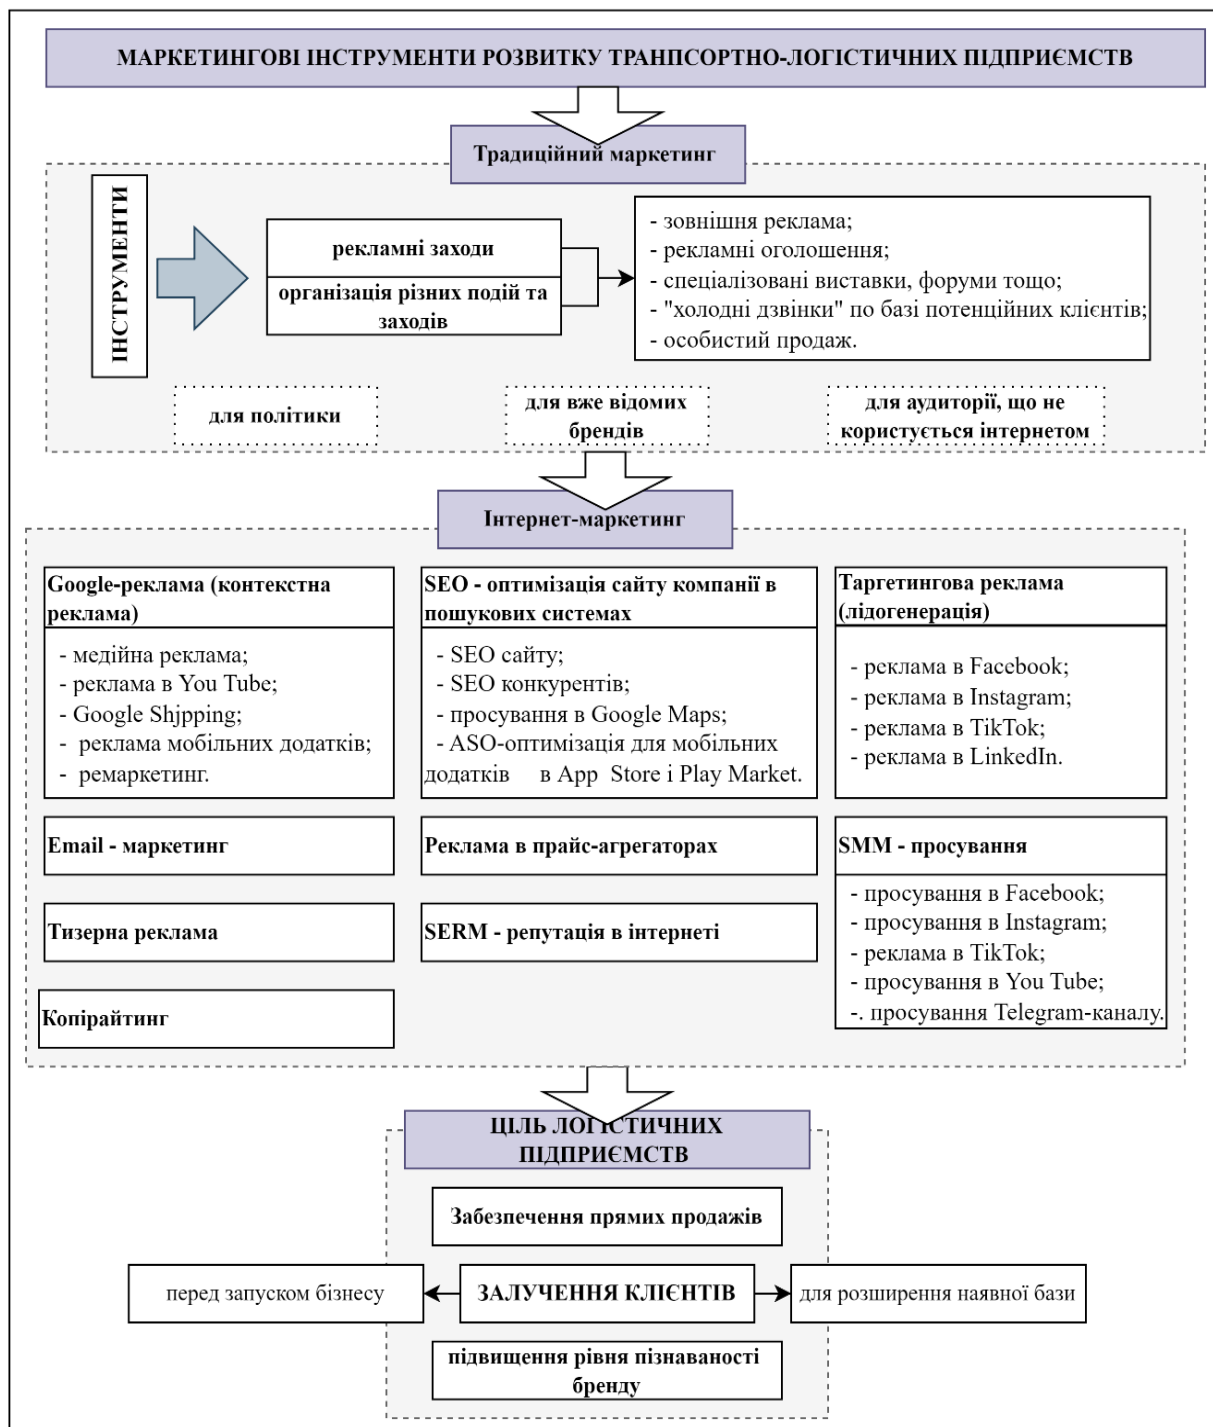 МАРКЕТИНГОВІ ІНСТРУМЕНТИ РОЗВИТКУ ТРАНПСОРТНО-ЛОГІСТИЧНИХ ПІДПРИЄМСТВ
Традиційний маркетинг
ІНСТРУМЕНТИ
рекламні заходи
організація різних подій та
заходів
- зовнішня реклама;
- рекламні оголошення;
- спеціалізовані виставки, форуми тощо;
- "холодні дзвінки" по базі потенційних клієнтів;
- особистий продаж.
для політики
для вже відомих
брендів
для аудиторії, що не
користується інтернетом
Інтернет-маркетинг
Google-реклама (контекстна
реклама)
- медійна реклама;
- реклама в You Tube;
- Google Shjpping;
- реклама мобільних додатків;
- ремаркетинг.
SEO - оптимізація сайту компанії в
пошукових системах
- SEO сайту;
- SEO конкурентів;
- просування в Google Maps;
- ASO-оптимізація для мобільних
додатків в App Store і Play Market.
Таргетингова реклама
(лідогенерація)
- реклама в Facebook;
- реклама в Instagram;
- реклама в TikTok;
- реклама в LinkedIn.
Email - маркетинг
Реклама в прайс-агрегаторах
SMM - просування
- просування в Facebook;
- просування в Instagram;
- реклама в TikTok;
- просування в You Tube;
-. просування Telegram-каналу.
Тизерна реклама
SERM - репутація в інтернеті
Копірайтинг
ЦІЛЬ ЛОГІСТИЧНИХ
ПІДПРИЄМСТВ
Забезпечення прямих продажів
перед запуском бізнесу
ЗАЛУЧЕННЯ КЛІЄНТІВ
для розширення наявної бази
підвищення рівня пізнаваності
бренду